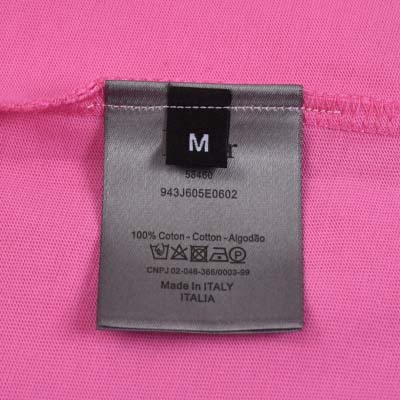 M
58460
943J605E0602
100% Coton - Cotton - Algodão
CNPJ 02-046-366/0003-99
Made In ITALY
ITALIA